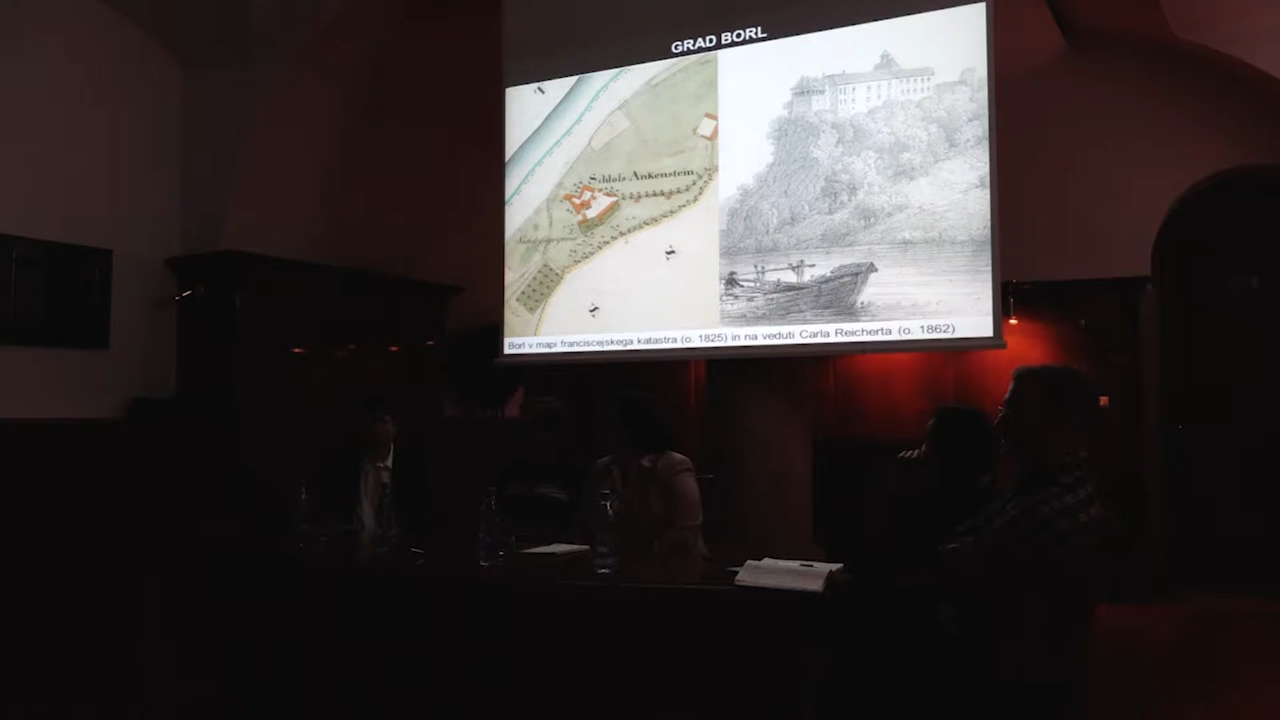 GRAD BORL
Schloss Ankenstein
Borl v mapi franciscejskega katastra (o. 1825) in na veduti Carla Reicherta (o. 1862)